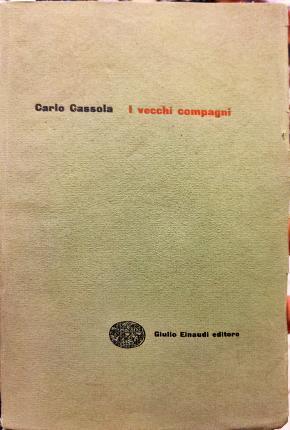 Carlo Cassola I vecchi compagni
Giulio Einaudi editore